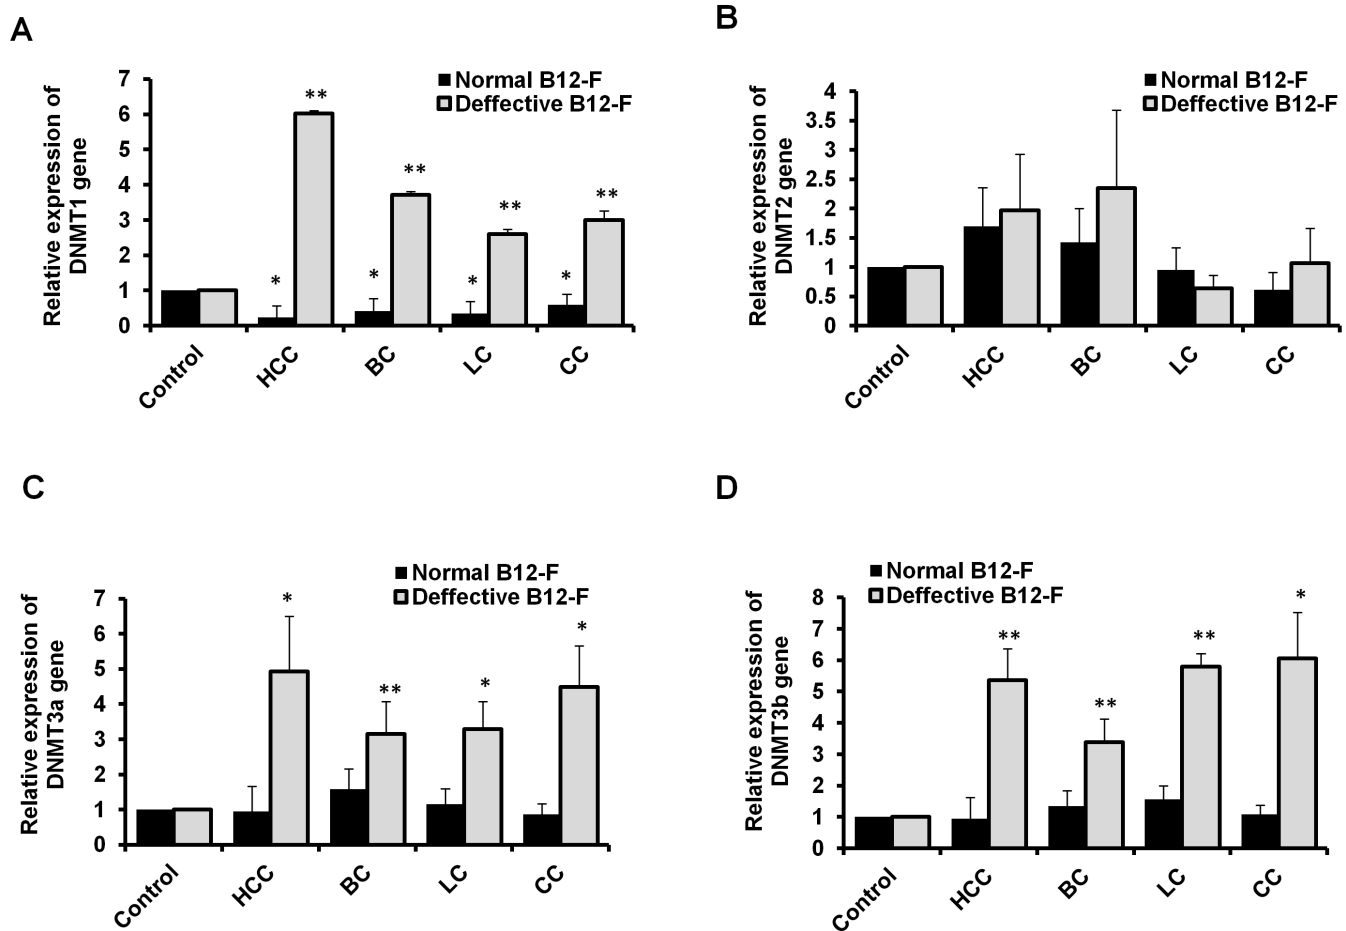 A
Relative expression of
DNMT1 gene
7
6
5
4
3
2
1
0
Normal B12-F
Deffective B12-F
**
**
**
**
*
*
*
*
Control
HCC
BC
LC
CC
B
Relative expression of
DNMT2 gene
4
3.5
3
2.5
2
1.5
1
0.5
0
Normal B12-F
Deffective B12-F
Control
HCC
BC
LC
CC
C
Relative expression of
DNMT3a gene
7
6
5
4
3
2
1
0
Normal B12-F
Deffective B12-F
*
**
*
*
Control
HCC
BC
LC
CC
D
Relative expression of
DNMT3b gene
8
7
6
5
4
3
2
1
0
Normal B12-F
Deffective B12-F
**
**
**
*
Control
HCC
BC
LC
CC